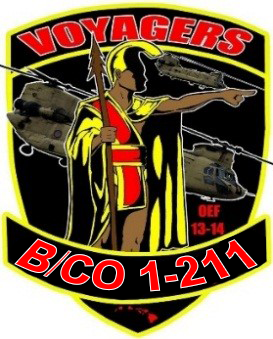 VOYAGERS
OEF
13-14
B/CO 1-211